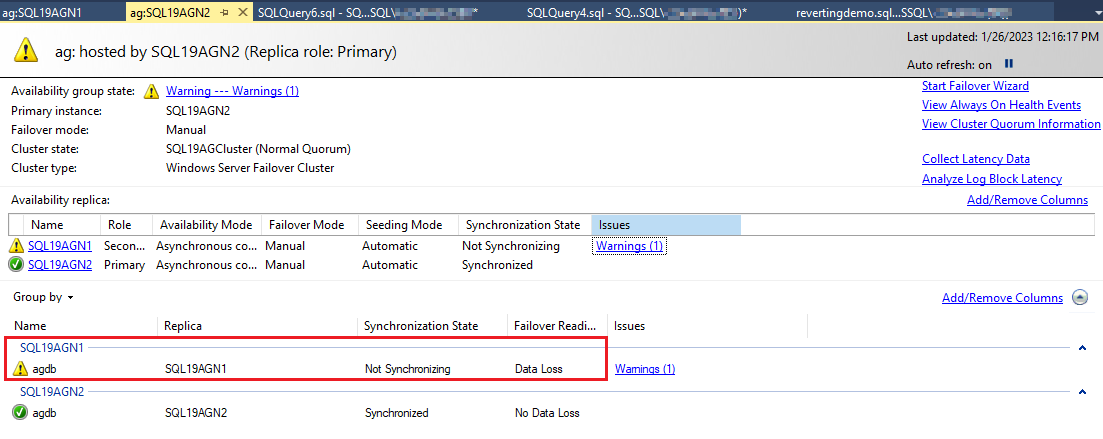 ag:SQL19AGN1 ag:SQL19AGN2 SQLQuery6.sql - SQ...SQL\ * SQLQuery4.sql - SQ...SQL\ )* revertingdemo.sql...SSQL\
ag: hosted by SQL19AGN2 (Replica role: Primary)
Last updated: 1/26/2023 12:16:17 PM
Auto refresh: on
Availability group state: Warning --- Warnings (1)
Primary instance: SQL19AGN2
Failover mode: Manual
Cluster state: SQL19AGCluster (Normal Quorum)
Cluster type: Windows Server Failover Cluster
Start Failover Wizard
View Always On Health Events
View Cluster Quorum Information
Collect Latency Data
Analyze Log Block Latency
Availability replica: Add/Remove Columns
Name Role Availability Mode Failover Mode Seeding Mode Synchronization State Issues
SQL19AGN1 Secon... Asynchronous co... Manual Automatic Not Synchronizing Warnings (1)
SQL19AGN2 Primary Asynchronous co... Manual Automatic Synchronized
Group by Add/Remove Columns
Name Replica Synchronization State Failover Readi... Issues
SQL19AGN1
agdb SQL19AGN1 Not Synchronizing Data Loss Warnings (1)
SQL19AGN2
agdb SQL19AGN2 Synchronized No Data Loss